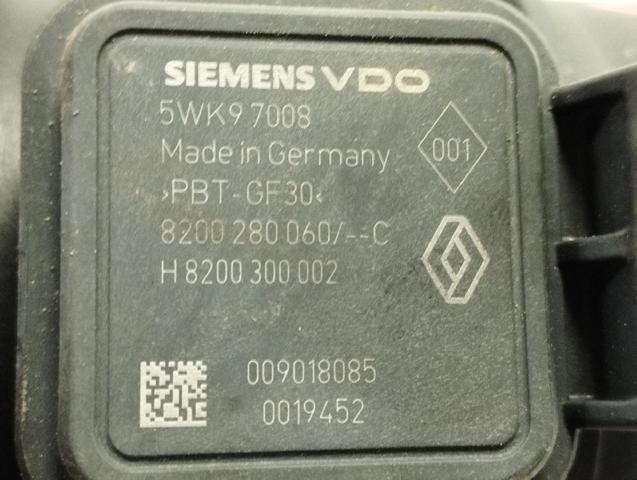 SIEMENS VDO
5WK9 7008
Made in Germany
001
>PBT-GF30<
8200 280 060/--C
H 8200 300 002
009018085
0019452